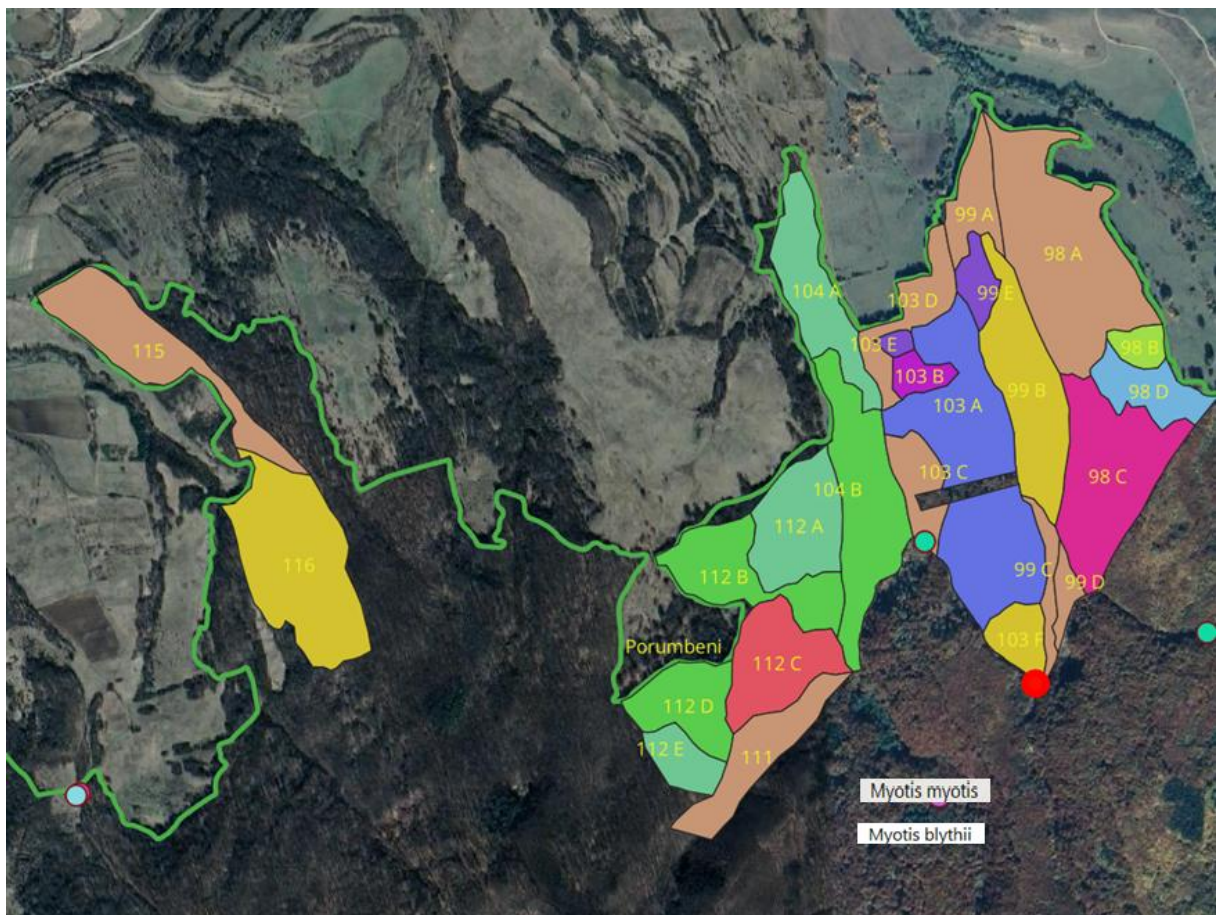 99 A
98 A
104 A
103 D
99 E
115
103 E
98 B
103 B
99 B
98 D
103 A
103 C
98 C
104 B
112 A
116
112 B
99 C
99 D
103 F
Porumbeni
112 C
112 D
112 E
111
Myotis myotis
Myotis blythii